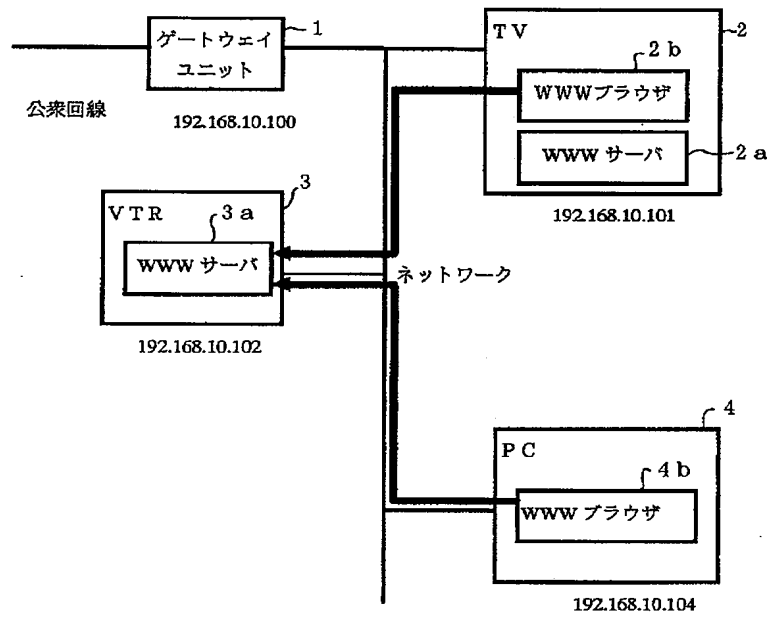 ゲートウェイ
ユニット
1
公衆回線
192.168.10.100
TV
2
2b
WWWブラウザ
WWWサーバ
2a
192.168.10.101
VTR
3
3a
WWWサーバ
192.168.10.102
ネットワーク
PC
4
4b
WWWブラウザ
192.168.10.104